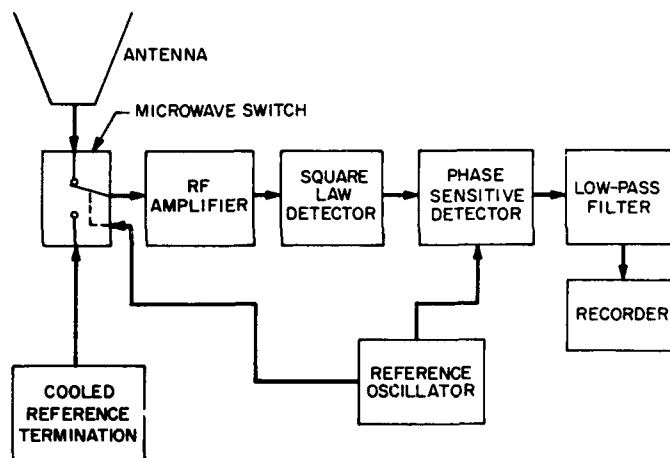 ANTENNA
MICROWAVE SWITCH
RF
AMPLIFIER
SQUARE
LAW
DETECTOR
PHASE
SENSITIVE
DETECTOR
LOW-PASS
FILTER
RECORDER
REFERENCE
OSCILLATOR
COOLED
REFERENCE
TERMINATION